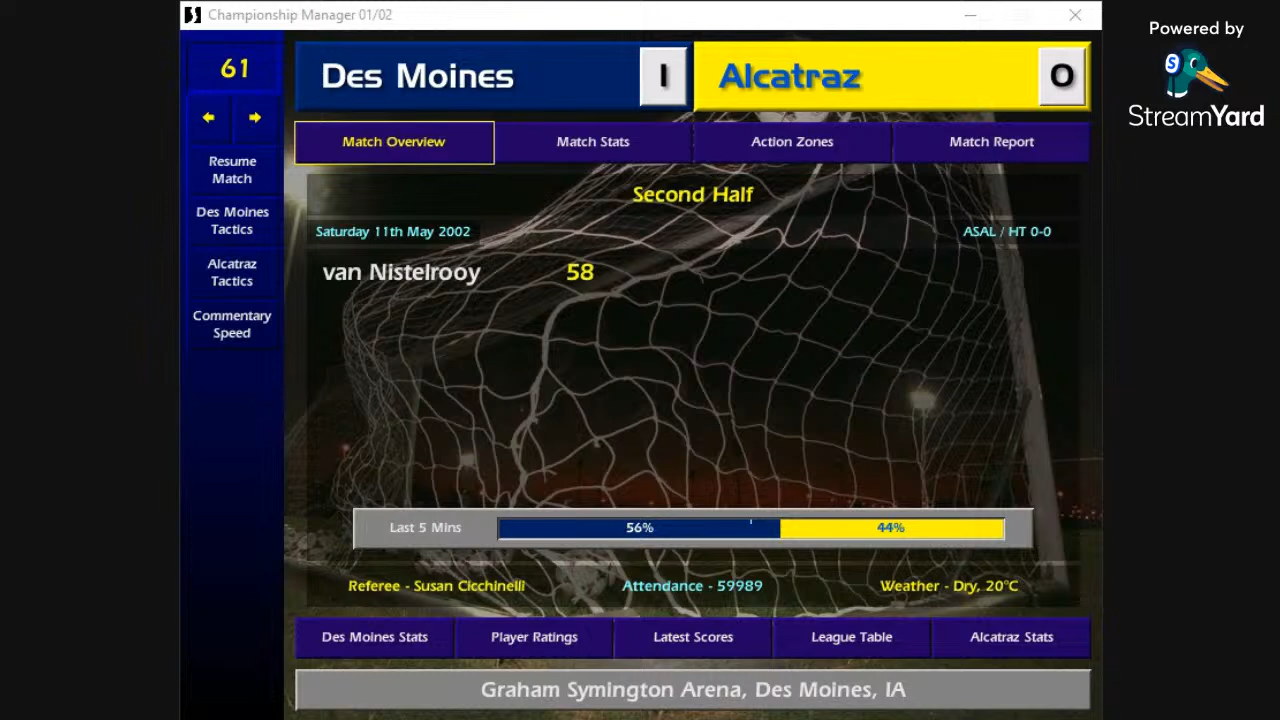 Championship Manager 01/02
Powered by
StreamYard
61
Des Moines 1
Alcatraz 0
Match Overview
Match Stats
Action Zones
Match Report
Resume
Match
Des Moines
Tactics
Alcatraz
Tactics
Commentary
Speed
Second Half
Saturday 11th May 2002
ASAL / HT 0-0
van Nistelrooy 58
Last 5 Mins 56% 44%
Referee - Susan Cicchinelli
Attendance - 59989
Weather - Dry, 20°C
Des Moines Stats
Player Ratings
Latest Scores
League Table
Alcatraz Stats
Graham Symington Arena, Des Moines, IA